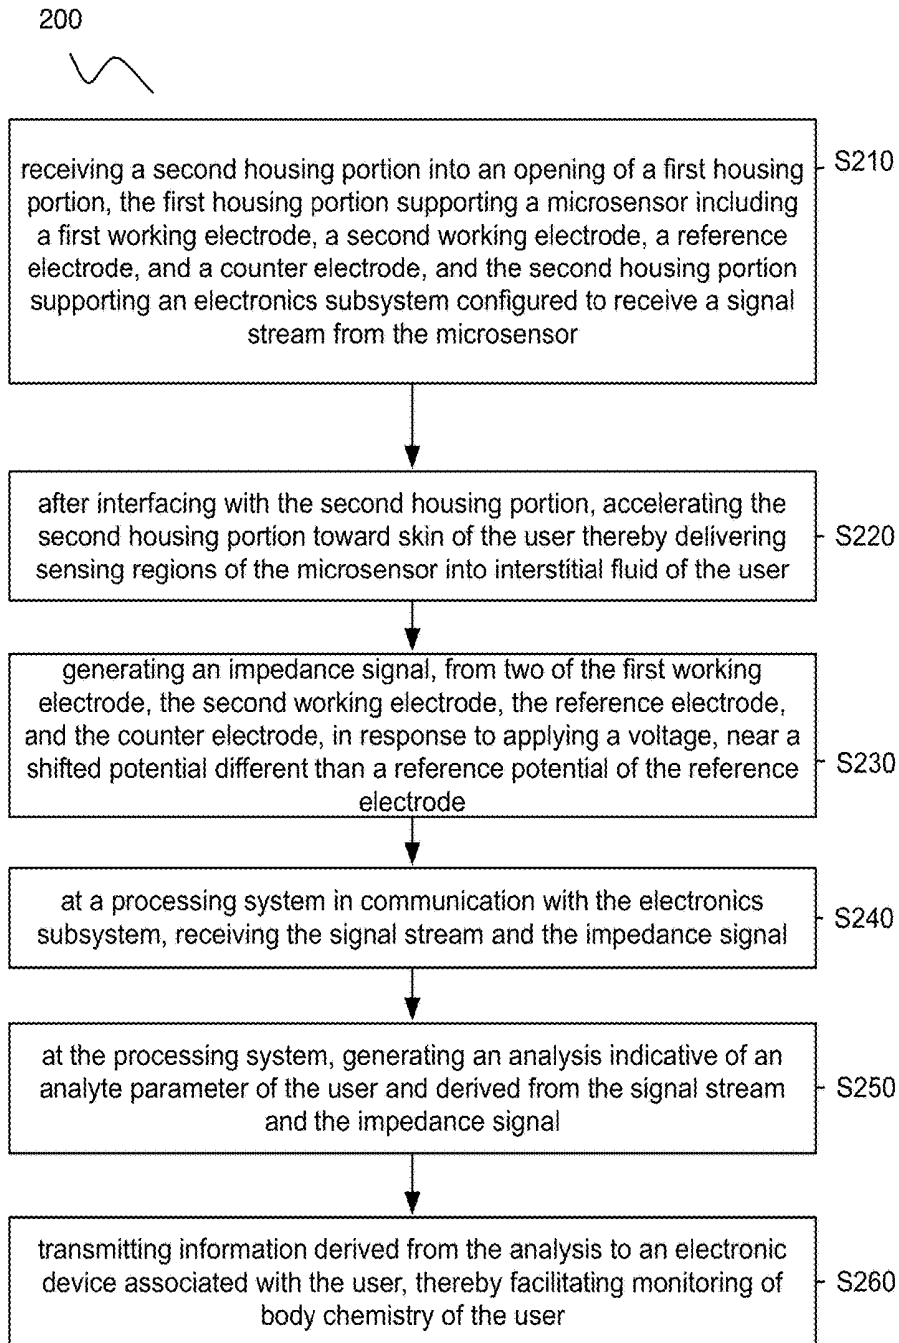 200
receiving a second housing portion into an opening of a first housing
portion, the first housing portion supporting a microsensor including
a first working electrode, a second working electrode, a reference
electrode, and a counter electrode, and the second housing portion
supporting an electronics subsystem configured to receive a signal
stream from the microsensor
S210
after interfacing with the second housing portion, accelerating the
second housing portion toward skin of the user thereby delivering
sensing regions of the microsensor into interstitial fluid of the user
S220
generating an impedance signal, from two of the first working
electrode, the second working electrode, the reference electrode,
and the counter electrode, in response to applying a voltage, near a
shifted potential different than a reference potential of the reference
electrode
S230
at a processing system in communication with the electronics
subsystem, receiving the signal stream and the impedance signal
S240
at the processing system, generating an analysis indicative of an
analyte parameter of the user and derived from the signal stream
and the impedance signal
S250
transmitting information derived from the analysis to an electronic
device associated with the user, thereby facilitating monitoring of
body chemistry of the user
S260